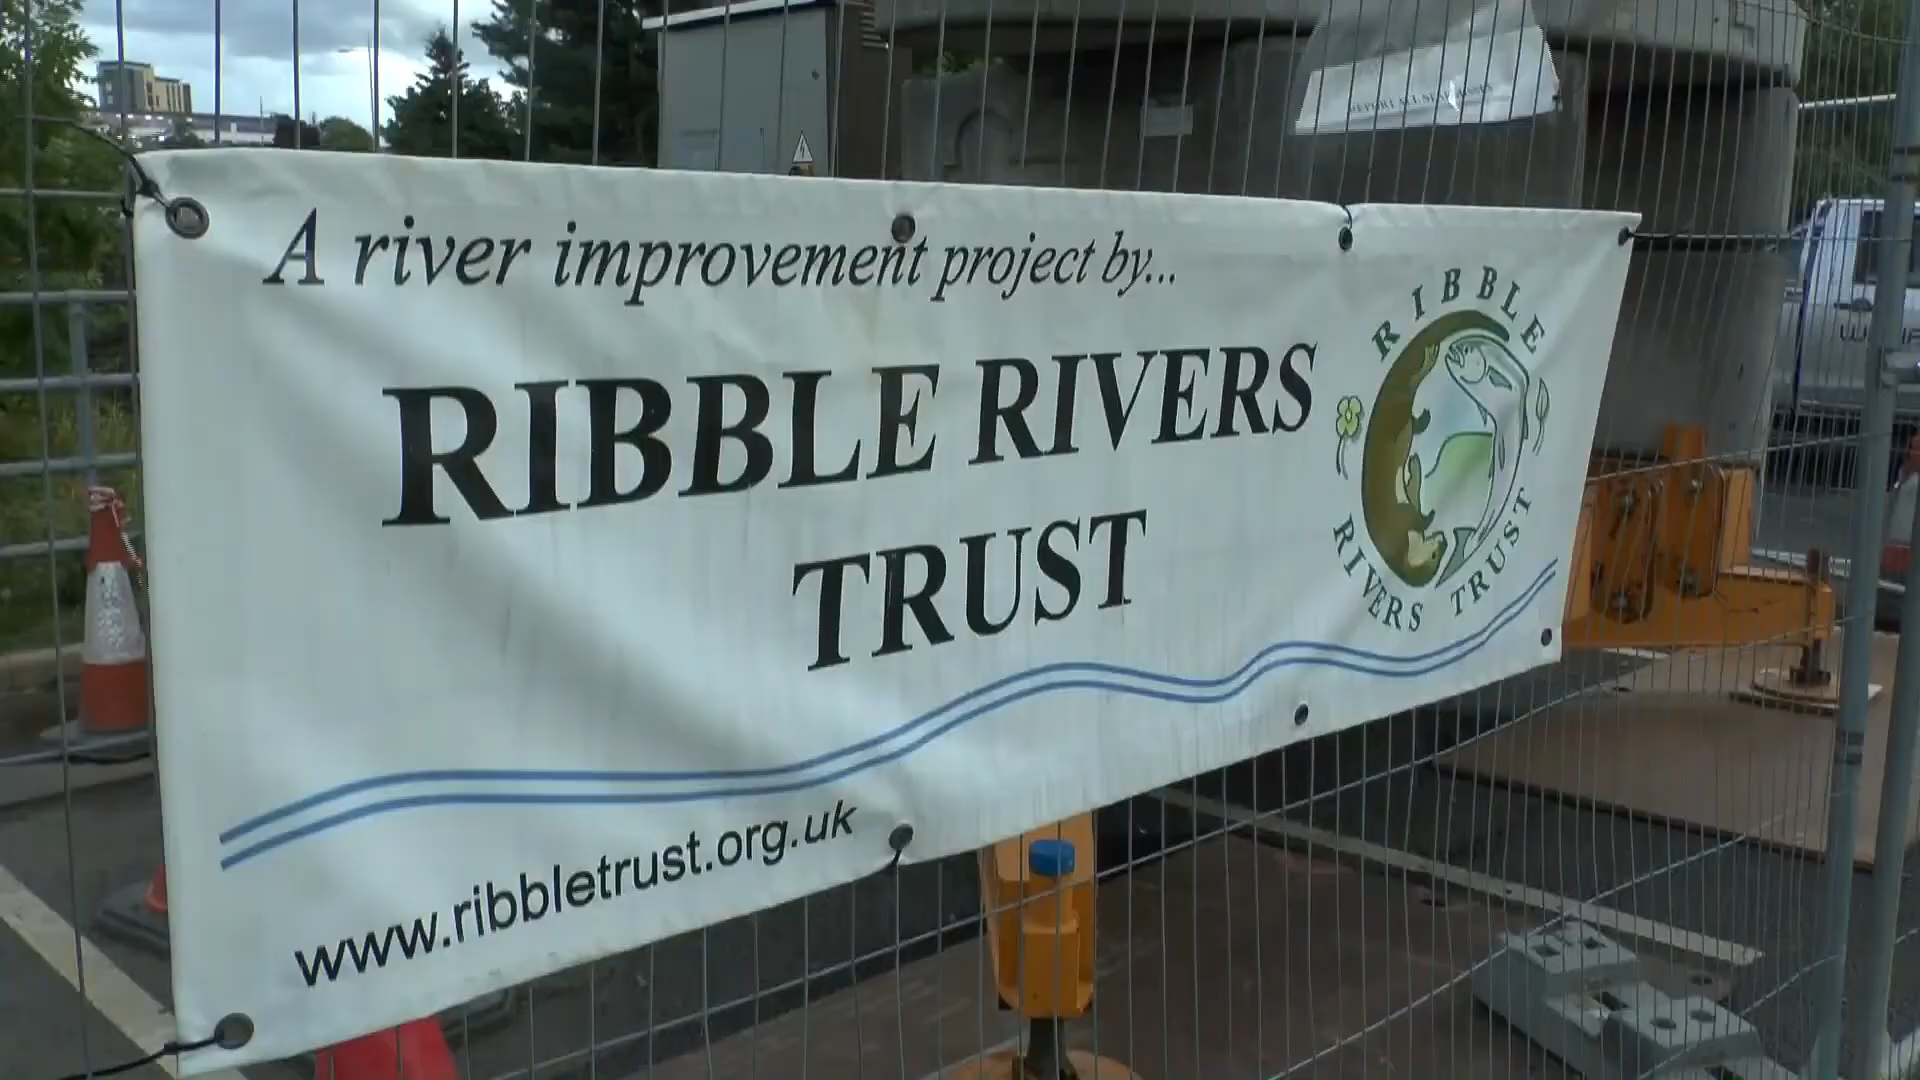 A river improvement project by...
RIBBLE RIVERS
TRUST
RIBBLE
RIVERS TRUST
www.ribbletrust.org.uk